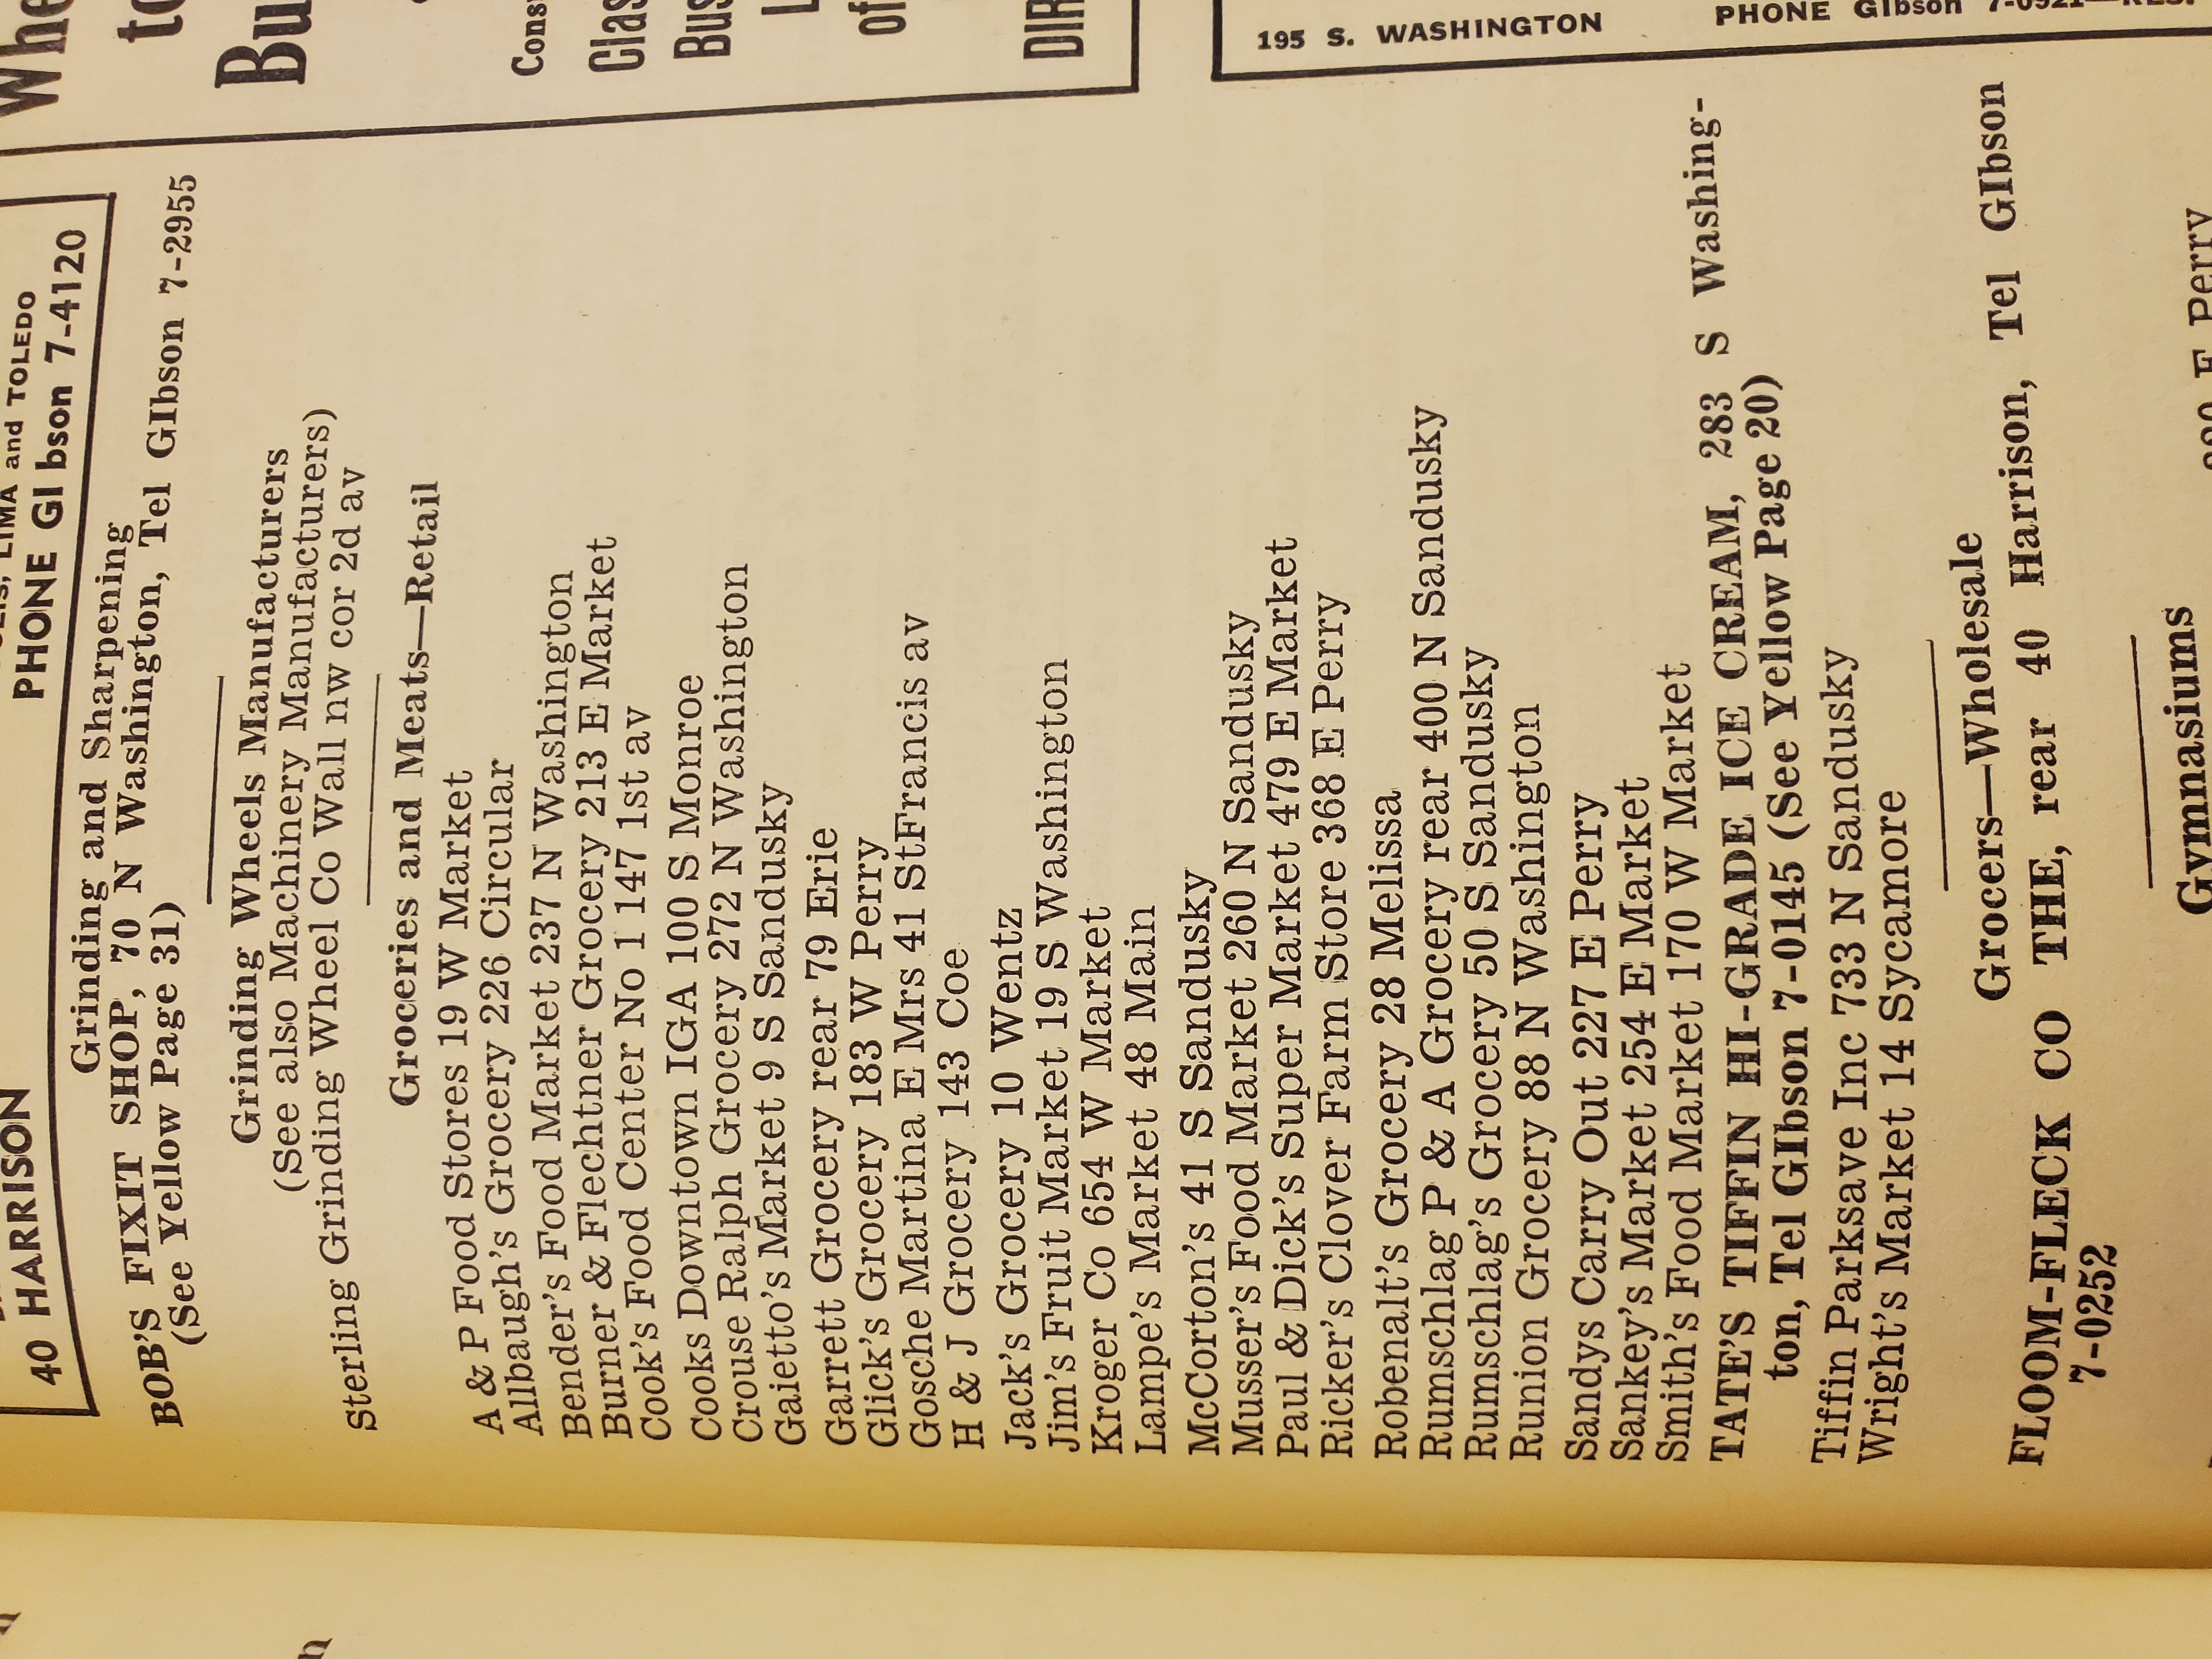 LIMA and TOLEDO
40 HARRISON PHONE GIbson 7-4120
Grinding and Sharpening
BOB'S FIXIT SHOP, 70 N Washington, Tel GIbson 7-2955
(See Yellow Page 31)
Grinding Wheels Manufacturers
(See also Machinery Manufacturers)
Sterling Grinding Wheel Co Wall nw cor 2d av
Groceries and Meats—Retail
A & P Food Stores 19 W Market
Allbaugh's Grocery 226 Circular
Bender's Food Market 237 N Washington
Burner & Flechtner Grocery 213 E Market
Cook's Food Center No 1 147 1st av
Cooks Downtown IGA 100 S Monroe
Crouse Ralph Grocery 272 N Washington
Gaietto's Market 9 S Sandusky
Garrett Grocery rear 79 Erie
Glick's Grocery 183 W Perry
Gosche Martina E Mrs 41 StFrancis av
H & J Grocery 143 Coe
Jack's Grocery 10 Wentz
Jim's Fruit Market 19 S Washington
Kroger Co 654 W Market
Lampe's Market 48 Main
McCorton's 41 S Sandusky
Musser's Food Market 260 N Sandusky
Paul & Dick's Super Market 479 E Market
Ricker's Clover Farm Store 368 E Perry
Robenalt's Grocery 28 Melissa
Rumschlag P & A Grocery rear 400 N Sandusky
Rumschlag's Grocery 50 S Sandusky
Runion Grocery 88 N Washington
Sandys Carry Out 227 E Perry
Sankey's Market 254 E Market
Smith's Food Market 170 W Market
TATE'S TIFFIN HI-GRADE ICE CREAM, 283 S Washing-
ton, Tel GIbson 7-0145 (See Yellow Page 20)
Tiffin Parksave Inc 733 N Sandusky
Wright's Market 14 Sycamore
Grocers—Wholesale
FLOOM-FLECK CO THE, rear 40 Harrison, Tel GIbson
7-0252
Gymnasiums
E Perry
to
of
195 S. WASHINGTON
PHONE GIbson